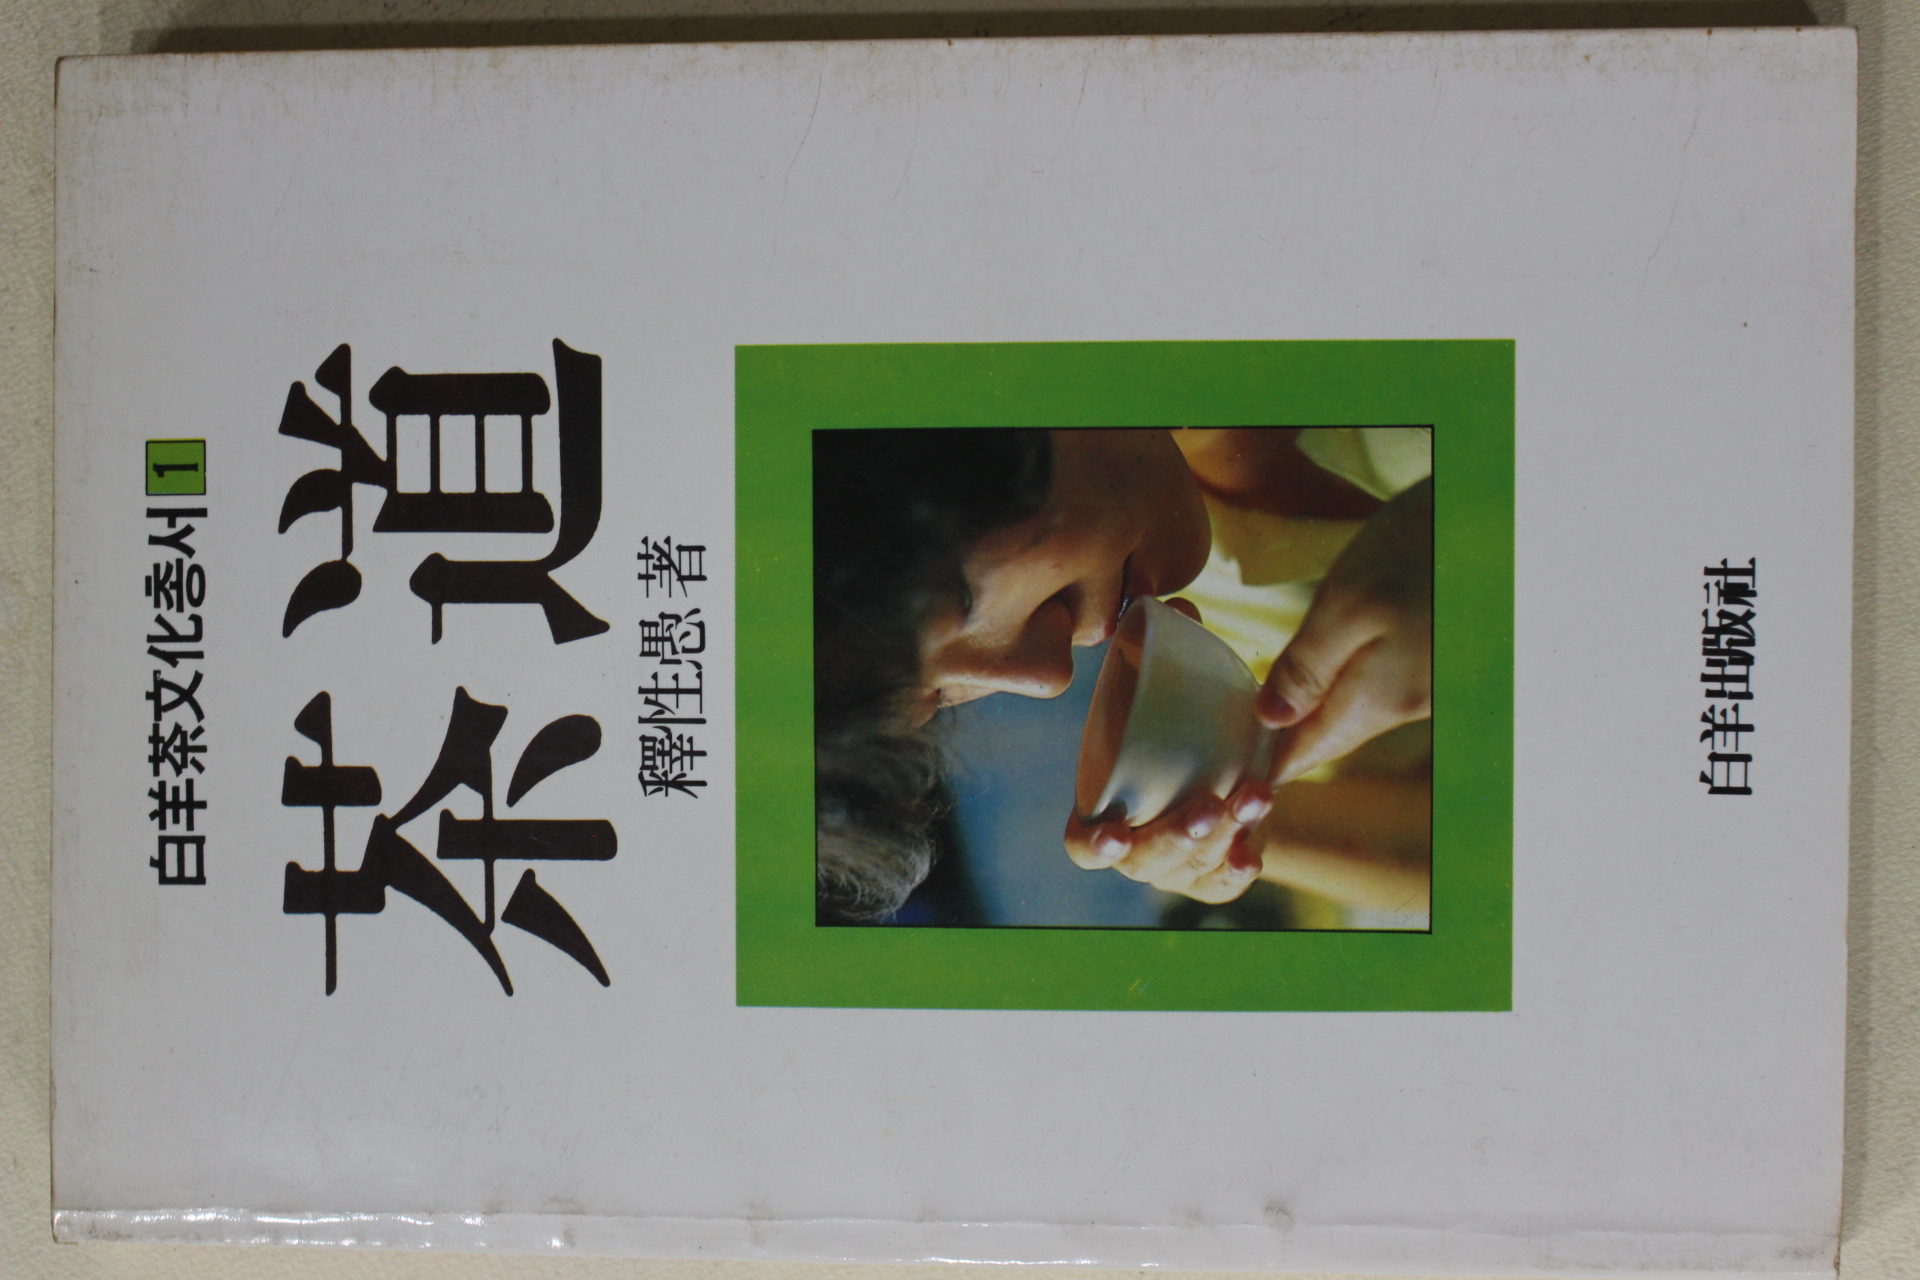 白羊茶文化총서 1
茶道
釋性愚 著
白羊出版社